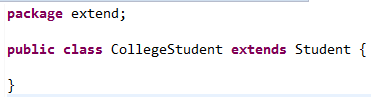 package extend;
public class CollegeStudent extends Student {
}